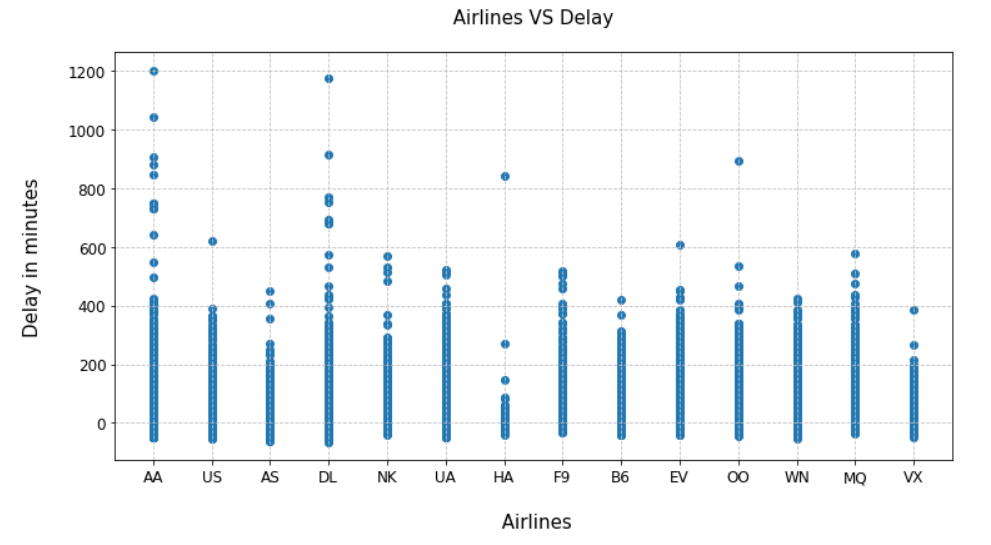 Airlines VS Delay
Delay in minutes
1200
1000
800
600
400
200
0
AA US AS DL NK UA HA F9 B6 EV OO WN MQ VX
Airlines